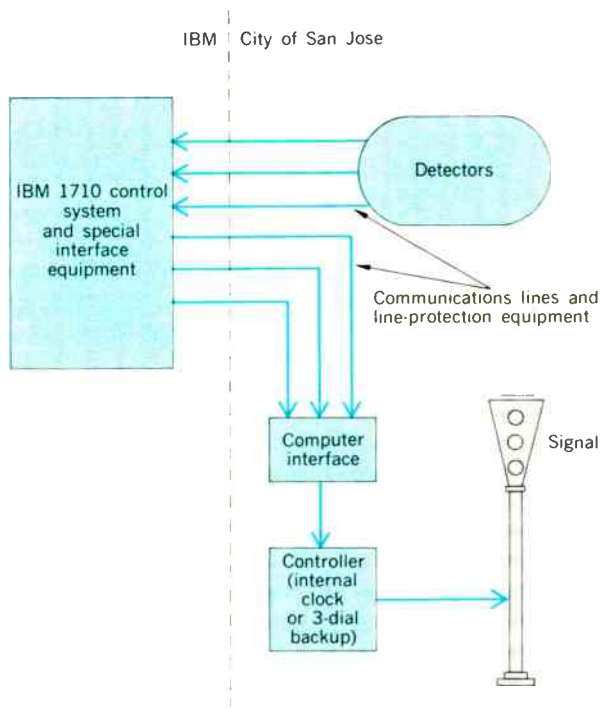 IBM City of San Jose
IBM 1710 control
system
and special
interface
equipment
Detectors
Communications lines and
line-protection equipment
Computer
interface
Signal
Controller
(internal
clock
or 3-dial
backup)